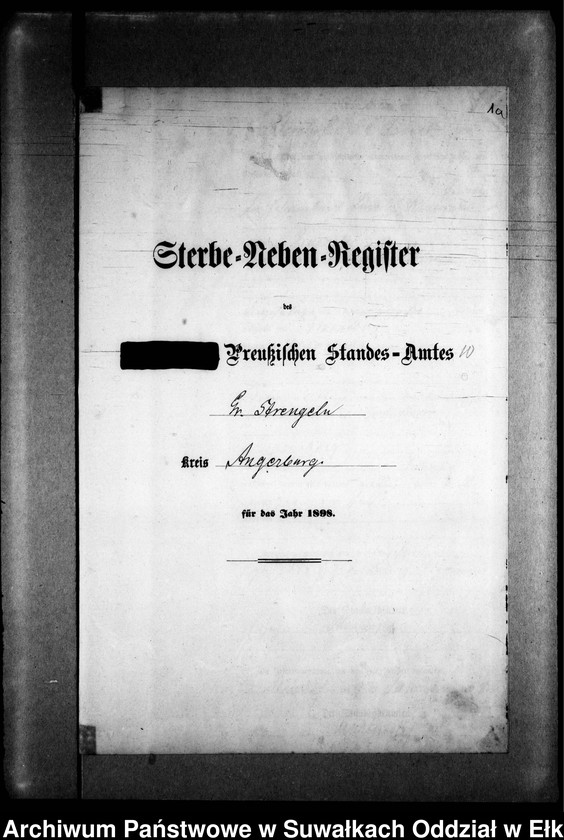 1a
Sterbe-Neben-Register
des
Preußischen Standes-Amtes 10
Gr. Strengeln
Kreis Angerburg.
für das Jahr 1898.
Archiwum Państwowe w Suwałkach Oddział w Ełk